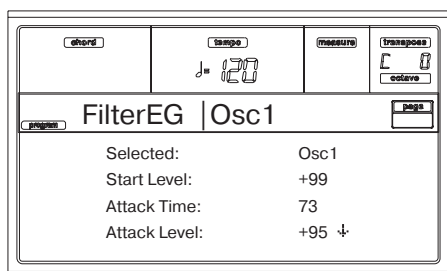 chord tempo measure transpose
♩= 120 C 0
octave
FilterEG |Osc1 page
program
Selected: Osc1
Start Level: +99
Attack Time: 73
Attack Level: +95